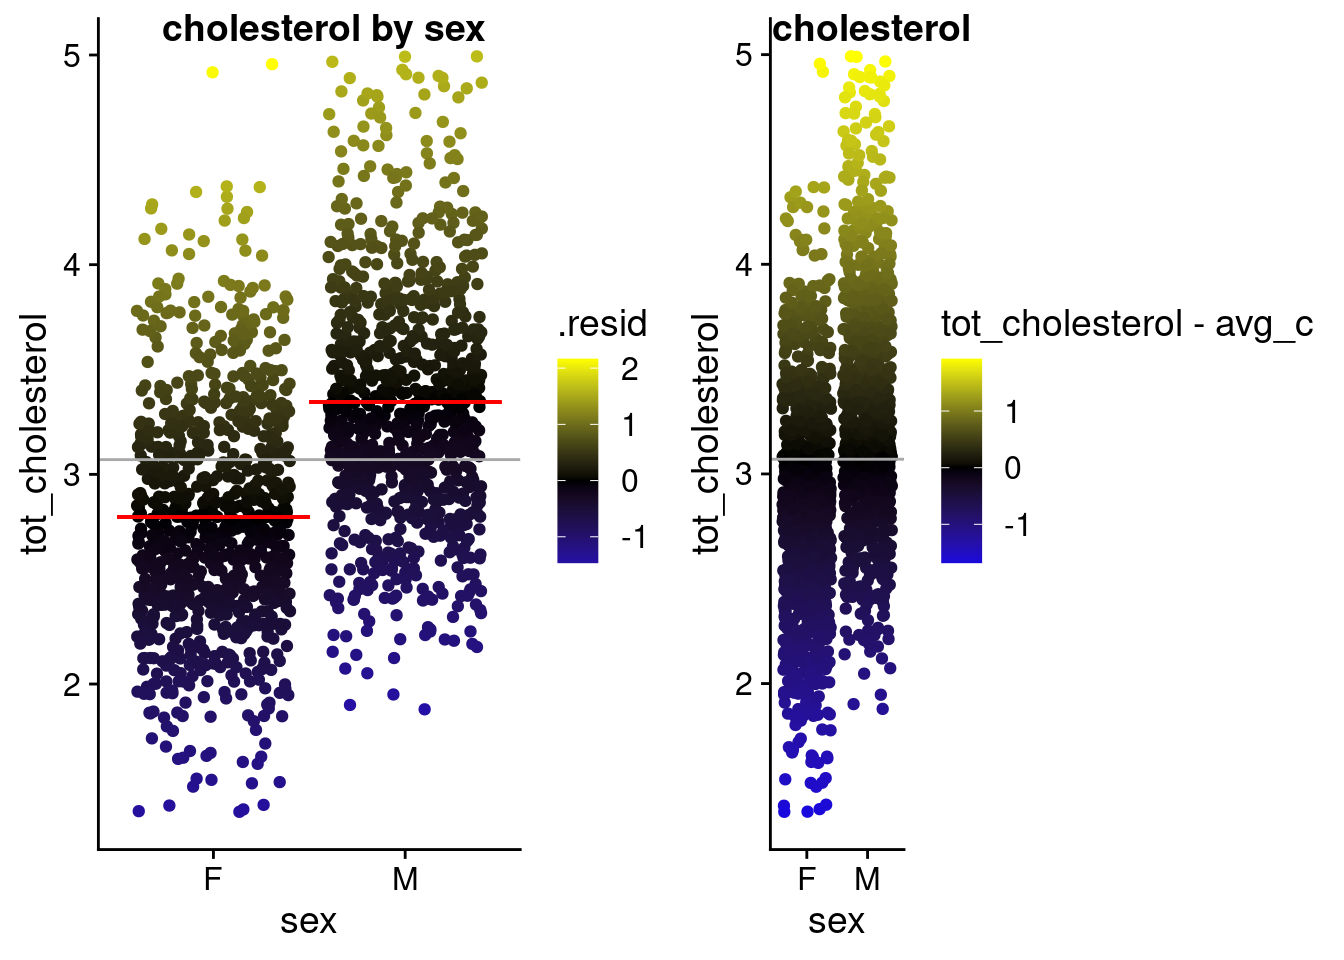 cholesterol by sex
5
4
3
2
tot_cholesterol
F M
sex
.resid
2
1
0
-1
cholesterol
5
4
3
2
tot_cholesterol
F M
sex
tot_cholesterol - avg_c
1
0
-1